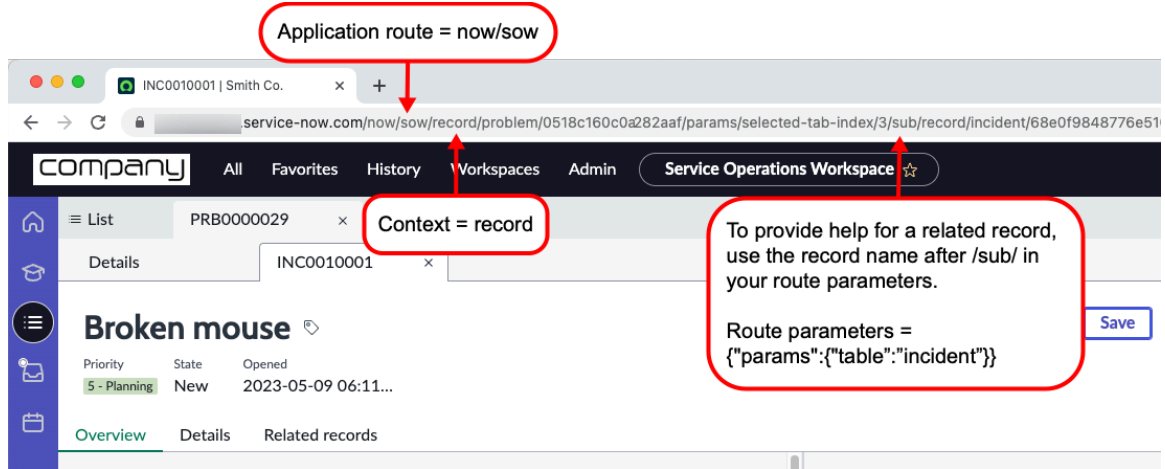 Application route = now/sow
INC0010001 | Smith Co.
.service-now.com/now/sow/record/problem/0518c160c0a282aaf/params/selected-tab-index/3/sub/record/incident/68e0f9848776e51
company All Favorites History Workspaces Admin Service Operations Workspace
List PRB0000029
Context = record
Details INC0010001
To provide help for a related record,
use the record name after /sub/ in
your route parameters.
Route parameters =
{"params":{"table":”incident”}}
Broken mouse
Save
Priority State Opened
5 - Planning New 2023-05-09 06:11...
Overview Details Related records